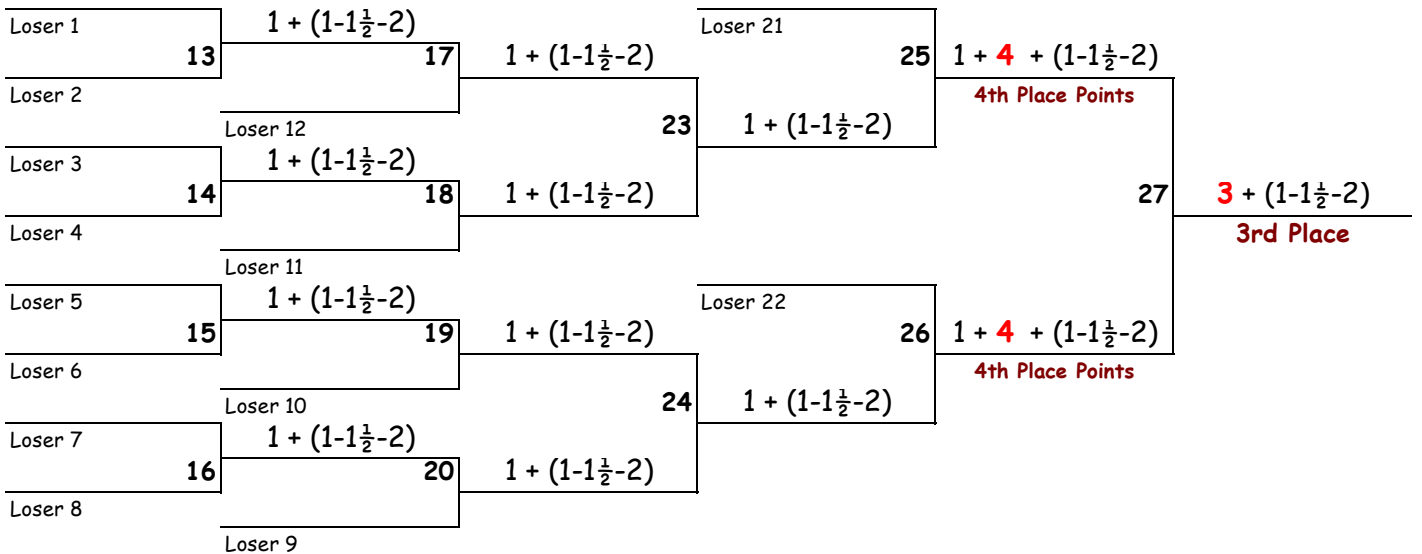 Loser 1
1 + (1-1½-2)
Loser 21
13
17
1 + (1-1½-2)
25
1 + 4 + (1-1½-2)
Loser 2
4th Place Points
Loser 12
23
1 + (1-1½-2)
Loser 3
1 + (1-1½-2)
14
18
1 + (1-1½-2)
27
3 + (1-1½-2)
Loser 4
3rd Place
Loser 11
Loser 5
1 + (1-1½-2)
Loser 22
15
19
1 + (1-1½-2)
26
1 + 4 + (1-1½-2)
Loser 6
4th Place Points
Loser 10
24
1 + (1-1½-2)
Loser 7
1 + (1-1½-2)
16
20
1 + (1-1½-2)
Loser 8
Loser 9